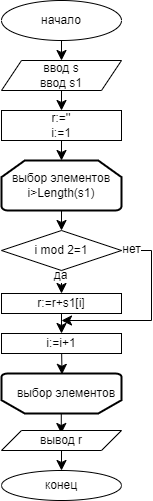 начало
ввод s
ввод s1
r:=''
i:=1
выбор элементов
i>Length(s1)
i mod 2=1
нет
да
r:=r+s1[i]
i:=i+1
выбор элементов
вывод r
конец